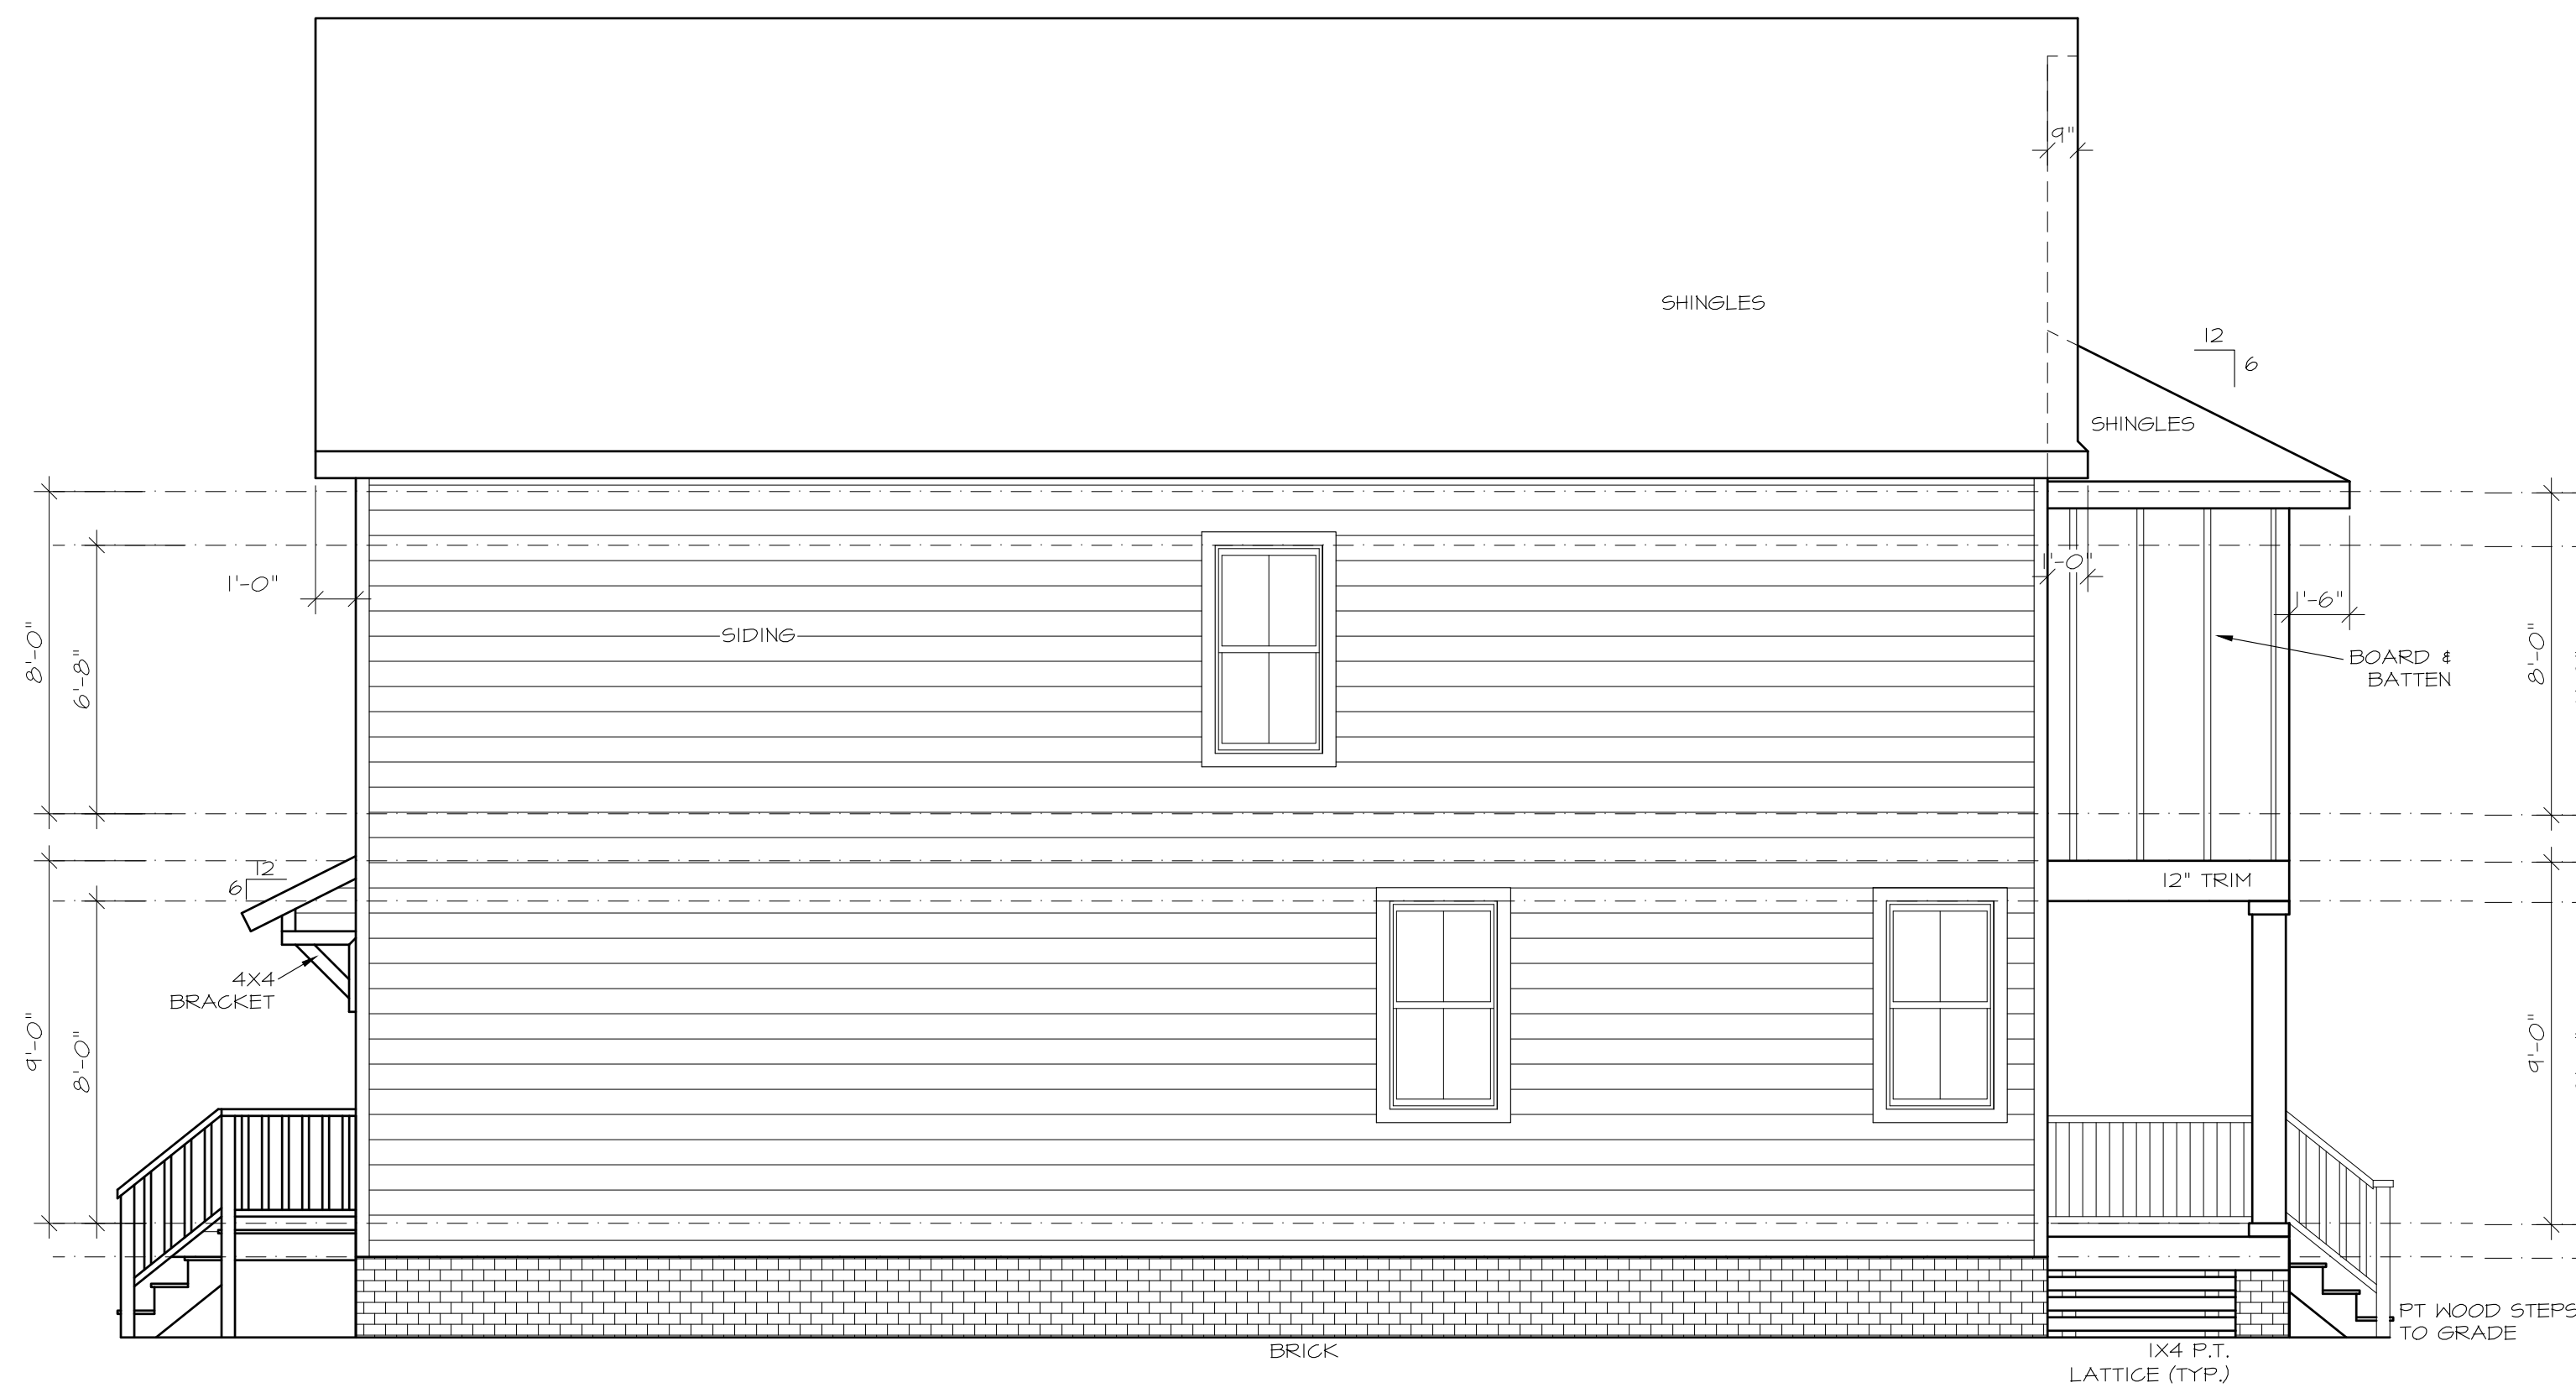 9"
SHINGLES
12
6
SHINGLES
1'-0"
1'-0"
1'-6"
8'-0"
6'-8"
SIDING
BOARD &
BATTEN
8'-0"
12
6
12" TRIM
4X4
BRACKET
9'-0"
8'-0"
9'-0"
PT WOOD STEPS
TO GRADE
BRICK
1X4 P.T.
LATTICE (TYP.)